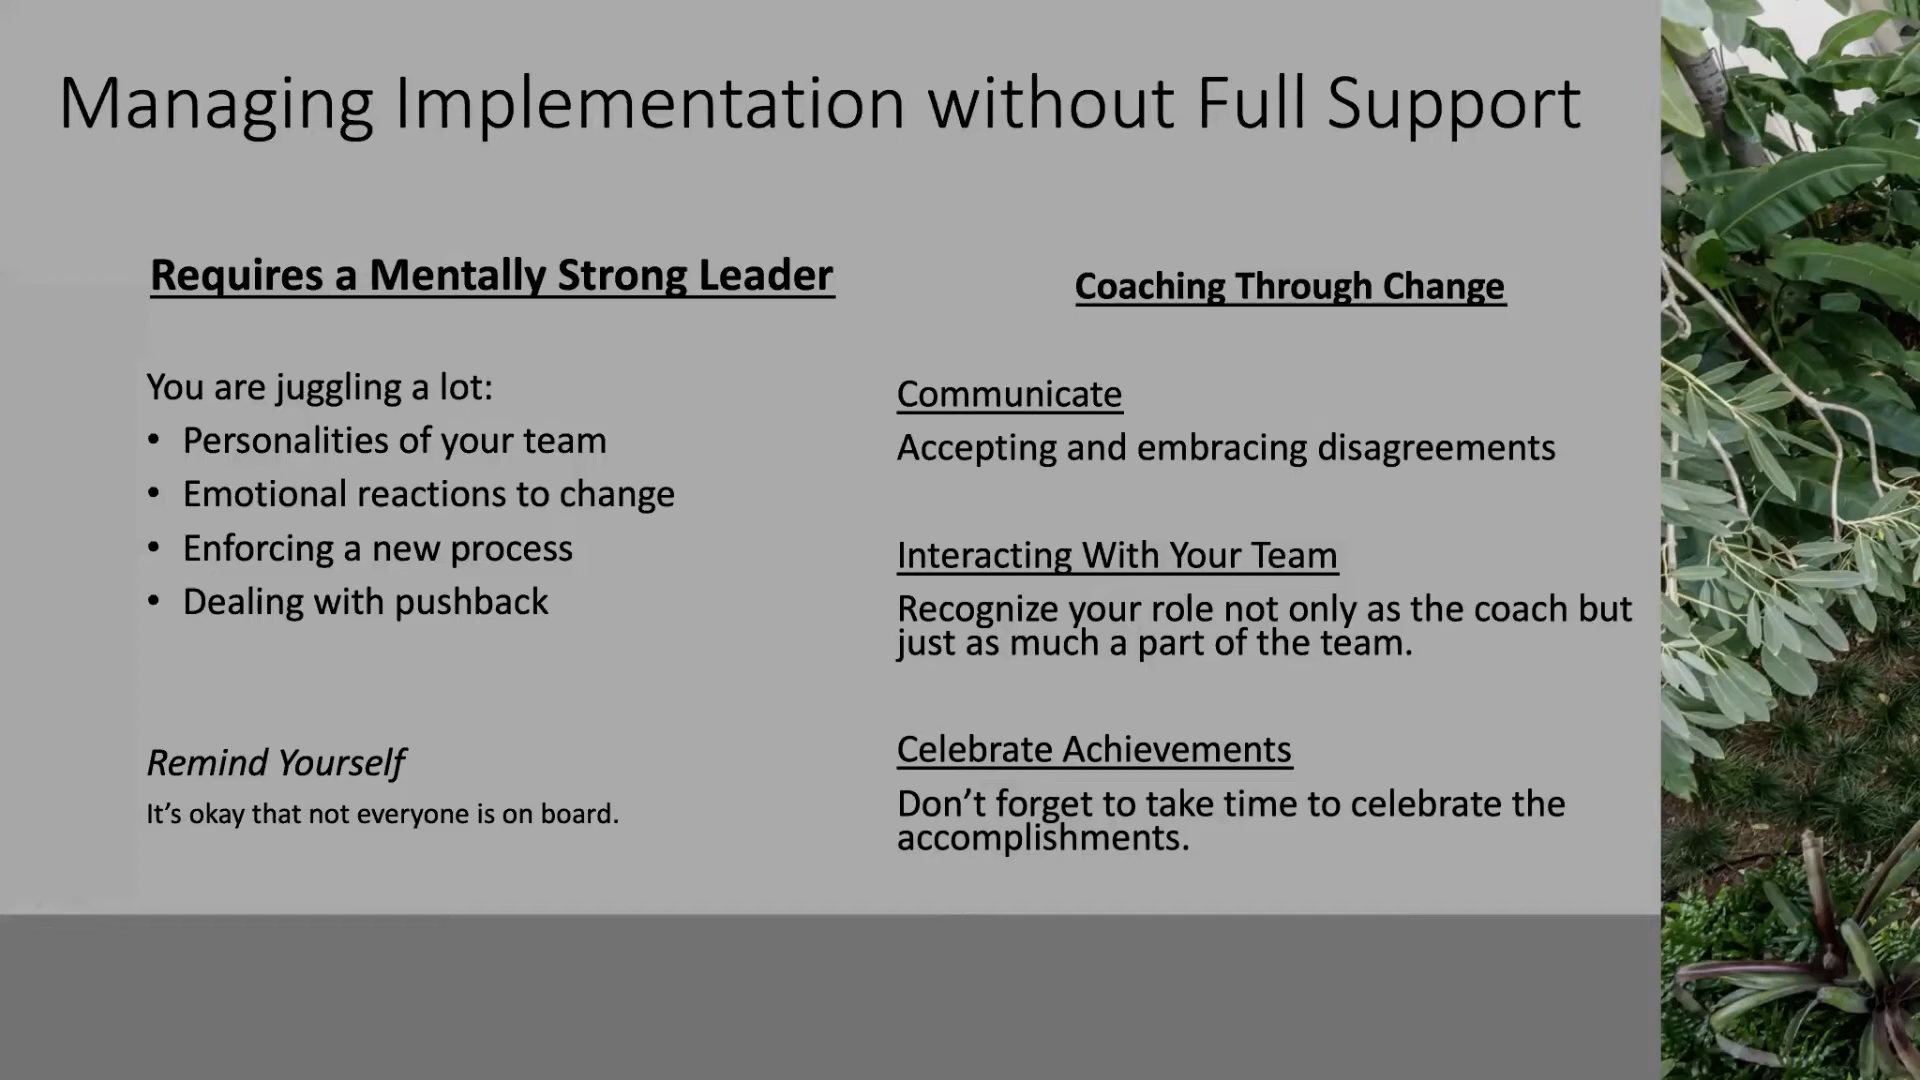 Managing Implementation without Full Support
Requires a Mentally Strong Leader
You are juggling a lot:
• Personalities of your team
• Emotional reactions to change
• Enforcing a new process
• Dealing with pushback
Remind Yourself
It’s okay that not everyone is on board.
Coaching Through Change
Communicate
Accepting and embracing disagreements
Interacting With Your Team
Recognize your role not only as the coach but
just as much a part of the team.
Celebrate Achievements
Don’t forget to take time to celebrate the
accomplishments.